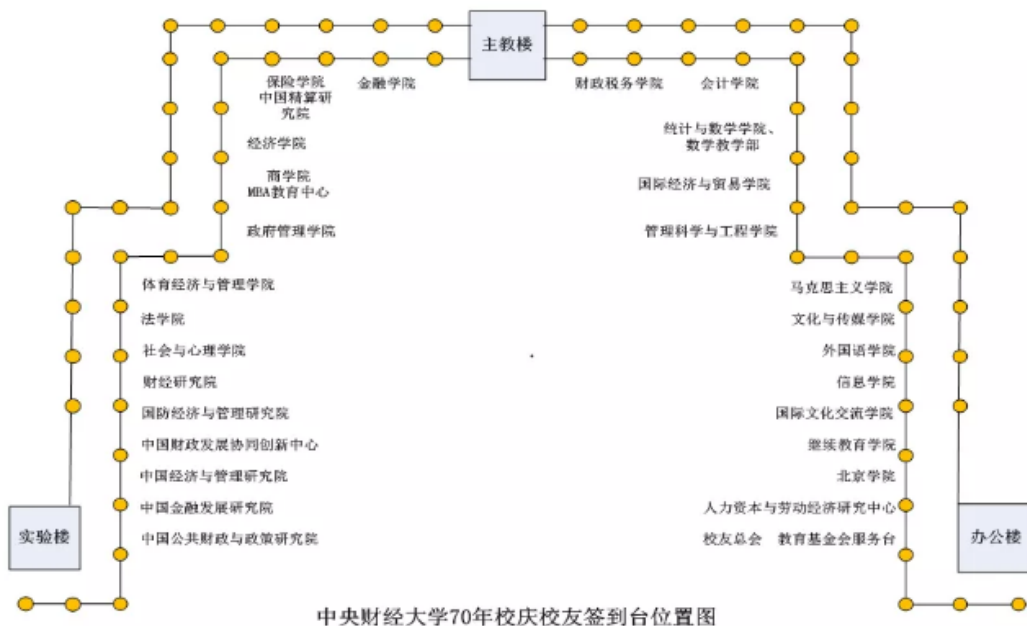 主教楼
保险学院
中国精算研
究院
金融学院
财政税务学院
会计学院
经济学院
统计与数学学院、
数学教学部
商学院
MBA教育中心
国际经济与贸易学院
政府管理学院
管理科学与工程学院
体育经济与管理学院
法学院
社会与心理学院
财经研究院
国防经济与管理研究院
中国财政发展协同创新中心
中国经济与管理研究院
中国金融发展研究院
中国公共财政与政策研究院
马克思主义学院
文化与传媒学院
外国语学院
信息学院
国际文化交流学院
继续教育学院
北京学院
人力资本与劳动经济研究中心
校友总会 教育基金会服务台
实验楼
办公楼
中央财经大学70年校庆校友签到台位置图